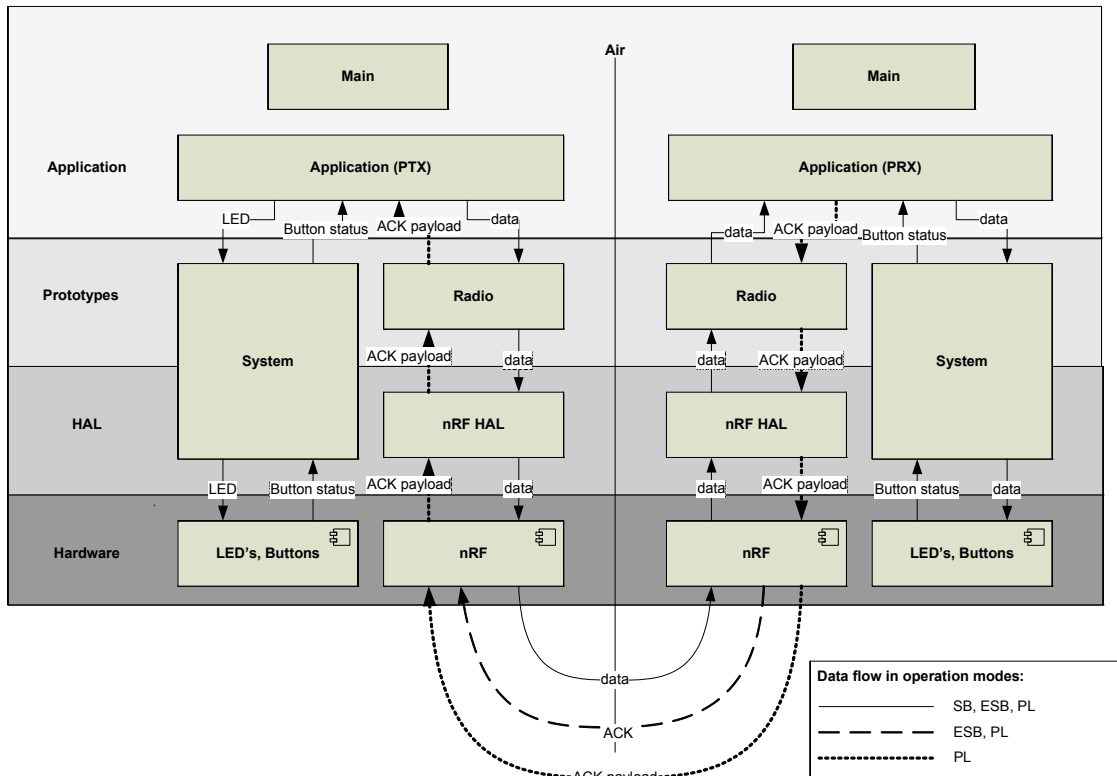 Air
Main
Main
Application
Application (PTX)
Application (PRX)
LED
Button status
ACK payload
data
data
ACK payload
Button status
data
Prototypes
System
Radio
Radio
System
ACK payload
data
data
ACK payload
HAL
nRF HAL
nRF HAL
LED
Button status
ACK payload
data
data
ACK payload
Button status
data
Hardware
LED's, Buttons
nRF
nRF
LED's, Buttons
data
ACK
ACK payload
Data flow in operation modes:
SB, ESB, PL
ESB, PL
PL